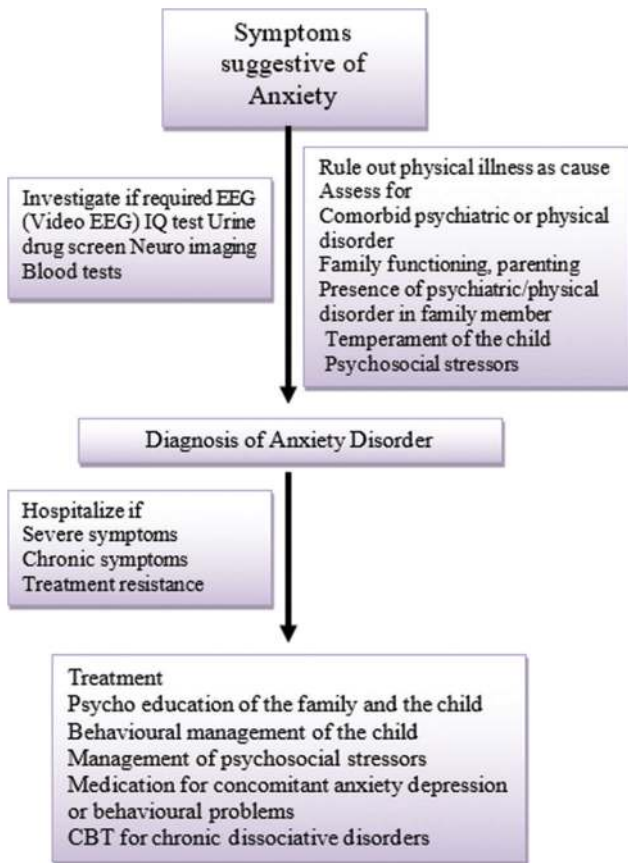 Symptoms
suggestive of
Anxiety
Investigate if required EEG
(Video EEG) IQ test Urine
drug screen Neuro imaging
Blood tests
Rule out physical illness as cause
Assess for
Comorbid psychiatric or physical
disorder
Family functioning, parenting
Presence of psychiatric/physical
disorder in family member
Temperament of the child
Psychosocial stressors
Diagnosis of Anxiety Disorder
Hospitalize if
Severe symptoms
Chronic symptoms
Treatment resistance
Treatment
Psycho education of the family and the child
Behavioural management of the child
Management of psychosocial stressors
Medication for concomitant anxiety depression
or behavioural problems
CBT for chronic dissociative disorders